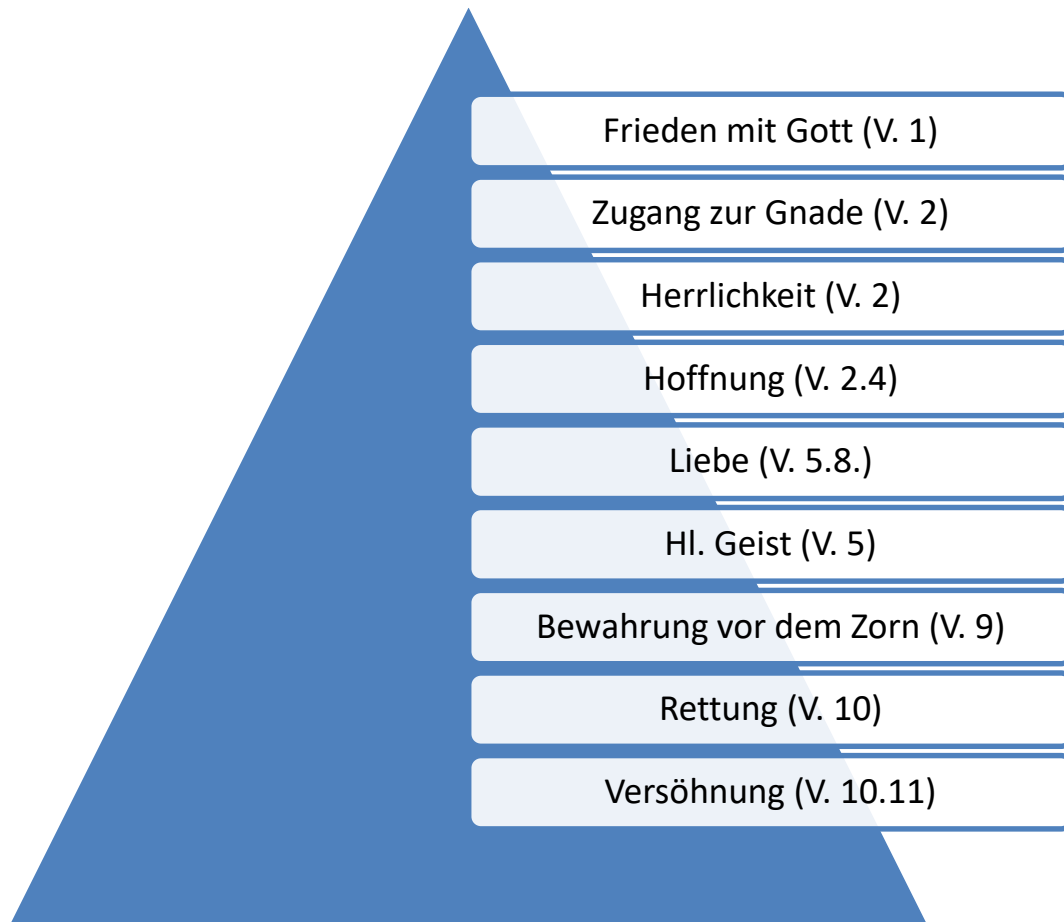 Frieden mit Gott (V. 1)
Zugang zur Gnade (V. 2)
Herrlichkeit (V. 2)
Hoffnung (V. 2.4)
Liebe (V. 5.8.)
Hl. Geist (V. 5)
Bewahrung vor dem Zorn (V. 9)
Rettung (V. 10)
Versöhnung (V. 10.11)